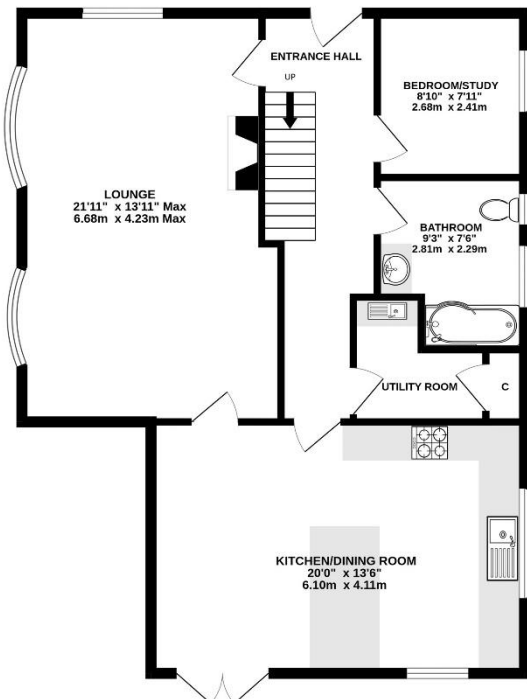 ENTRANCE HALL
UP
BEDROOM/STUDY
8'10" x 7'11"
2.68m x 2.41m
LOUNGE
21'11" x 13'11" Max
6.68m x 4.23m Max
BATHROOM
9'3" x 7'6"
2.81m x 2.29m
UTILITY ROOM
C
KITCHEN/DINING ROOM
20'0" x 13'6"
6.10m x 4.11m